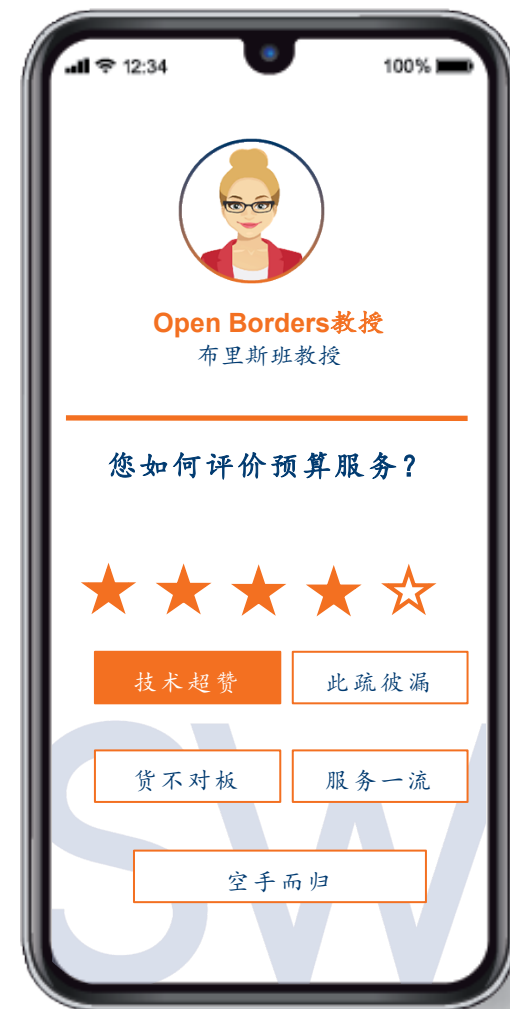 12:34
100%
Open Borders教授
布里斯班教授
您如何评价预算服务？
技术超赞
此疏彼漏
货不对板
服务一流
SW
空手而归